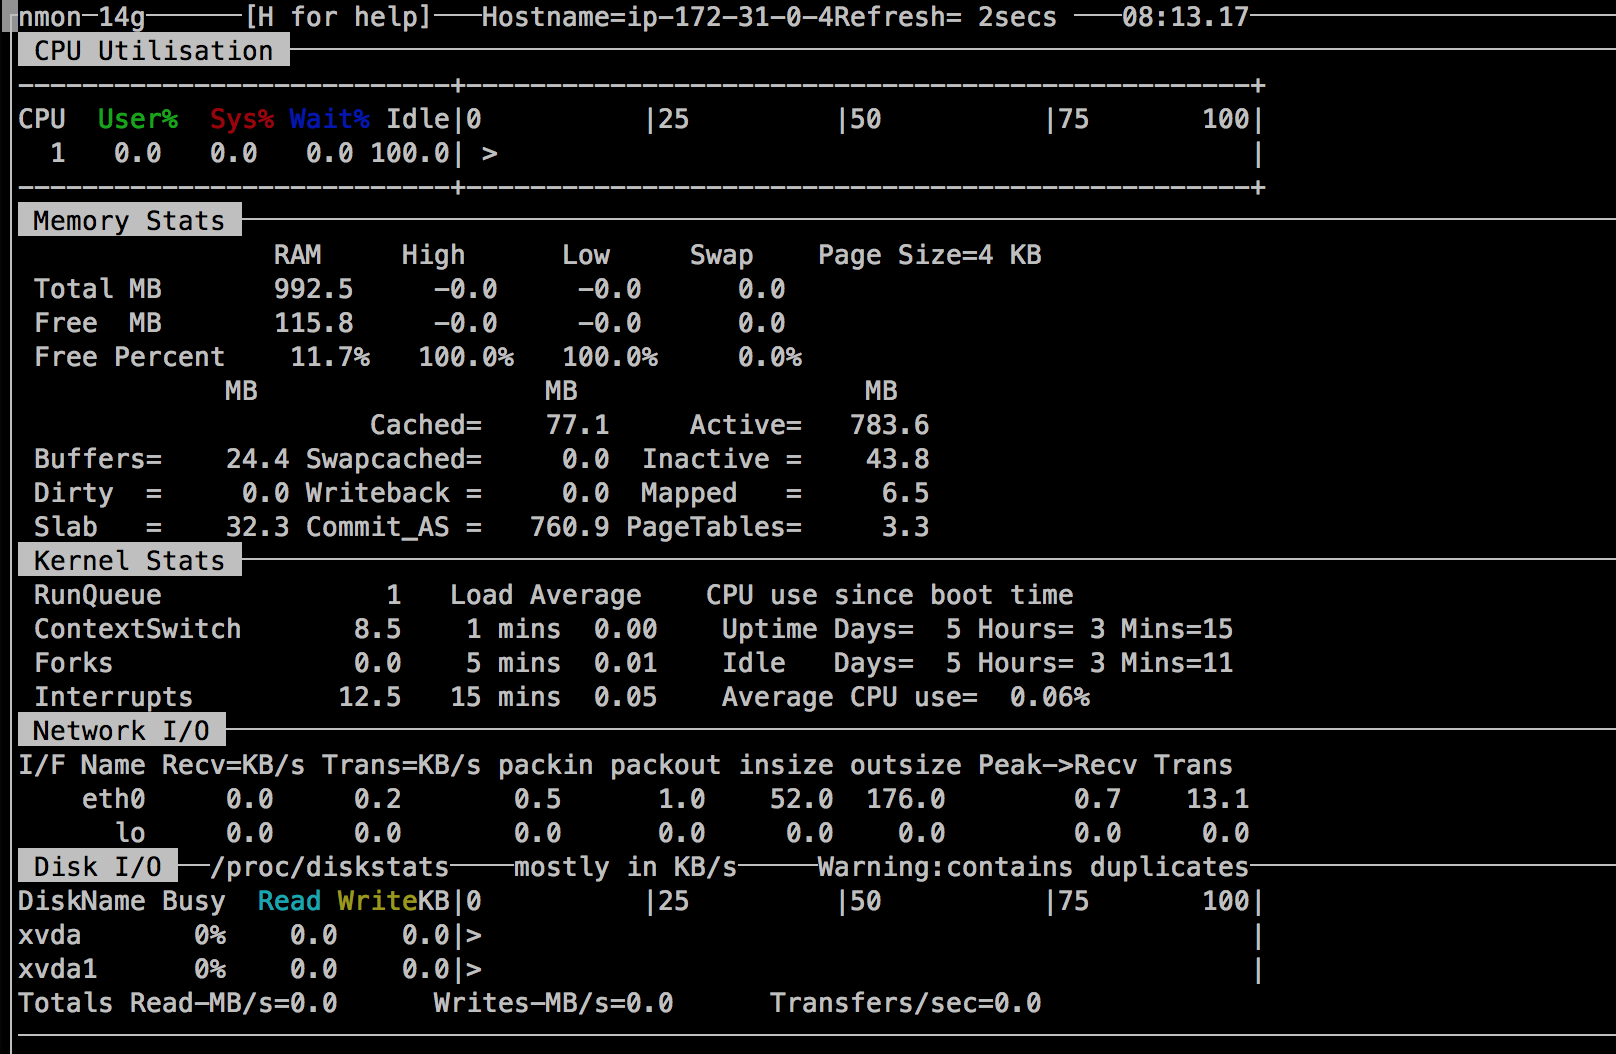 nmon-14g [H for help] Hostname=ip-172-31-0-4 Refresh= 2secs 08:13.17
CPU Utilisation
CPU User% Sys% Wait% Idle|0 |25 |50 |75 100|
1 0.0 0.0 0.0 100.0| > |
Memory Stats
RAM High Low Swap Page Size=4 KB
Total MB 992.5 -0.0 -0.0 0.0
Free MB 115.8 -0.0 -0.0 0.0
Free Percent 11.7% 100.0% 100.0% 0.0%
MB MB MB
Cached= 77.1 Active= 783.6
Buffers= 24.4 Swapcached= 0.0 Inactive = 43.8
Dirty = 0.0 Writeback = 0.0 Mapped = 6.5
Slab = 32.3 Commit_AS = 760.9 PageTables= 3.3
Kernel Stats
RunQueue 1 Load Average CPU use since boot time
ContextSwitch 8.5 1 mins 0.00 Uptime Days= 5 Hours= 3 Mins=15
Forks 0.0 5 mins 0.01 Idle Days= 5 Hours= 3 Mins=11
Interrupts 12.5 15 mins 0.05 Average CPU use= 0.06%
Network I/O
I/F Name Recv=KB/s Trans=KB/s packin packout insize outsize Peak->Recv Trans
eth0 0.0 0.2 0.5 1.0 52.0 176.0 0.7 13.1
lo 0.0 0.0 0.0 0.0 0.0 0.0 0.0 0.0
Disk I/O /proc/diskstats mostly in KB/s Warning:contains duplicates
DiskName Busy Read WriteKB|0 |25 |50 |75 100|
xvda 0% 0.0 0.0|> |
xvda1 0% 0.0 0.0|> |
Totals Read-MB/s=0.0 Writes-MB/s=0.0 Transfers/sec=0.0